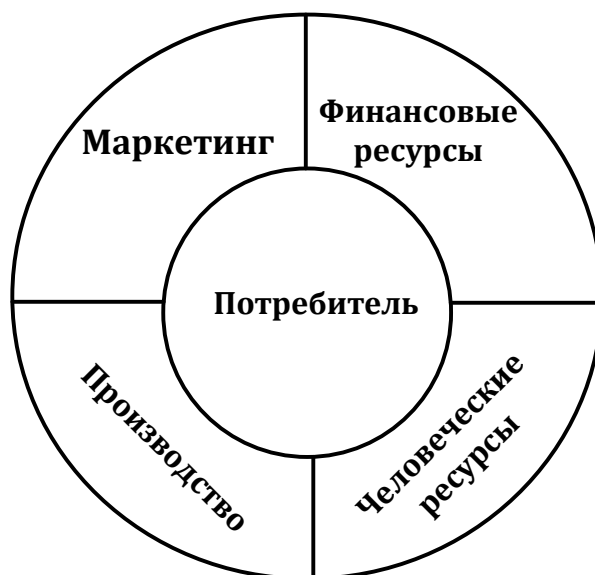 Маркетинг
Финансовые
ресурсы
Потребитель
Производство
Человеческие
ресурсы